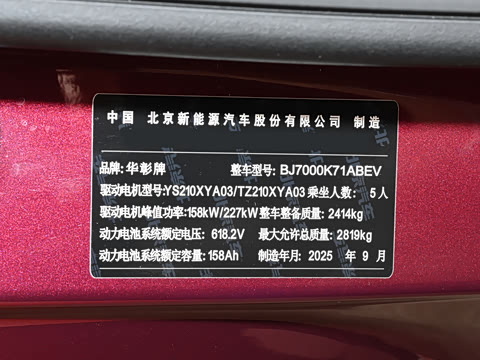 中国 北京新能源汽车股份有限公司 制造
品牌:华彰牌 整车型号: BJ7000K71ABEV
驱动电机型号:YS210XYA03/TZ210XYA03 乘坐人数: 5人
驱动电机峰值功率:158kW/227kW 整车整备质量: 2414kg
动力电池系统额定电压: 618.2V 最大允许总质量: 2819kg
动力电池系统额定容量:158Ah 制造年月: 2025 年 9 月